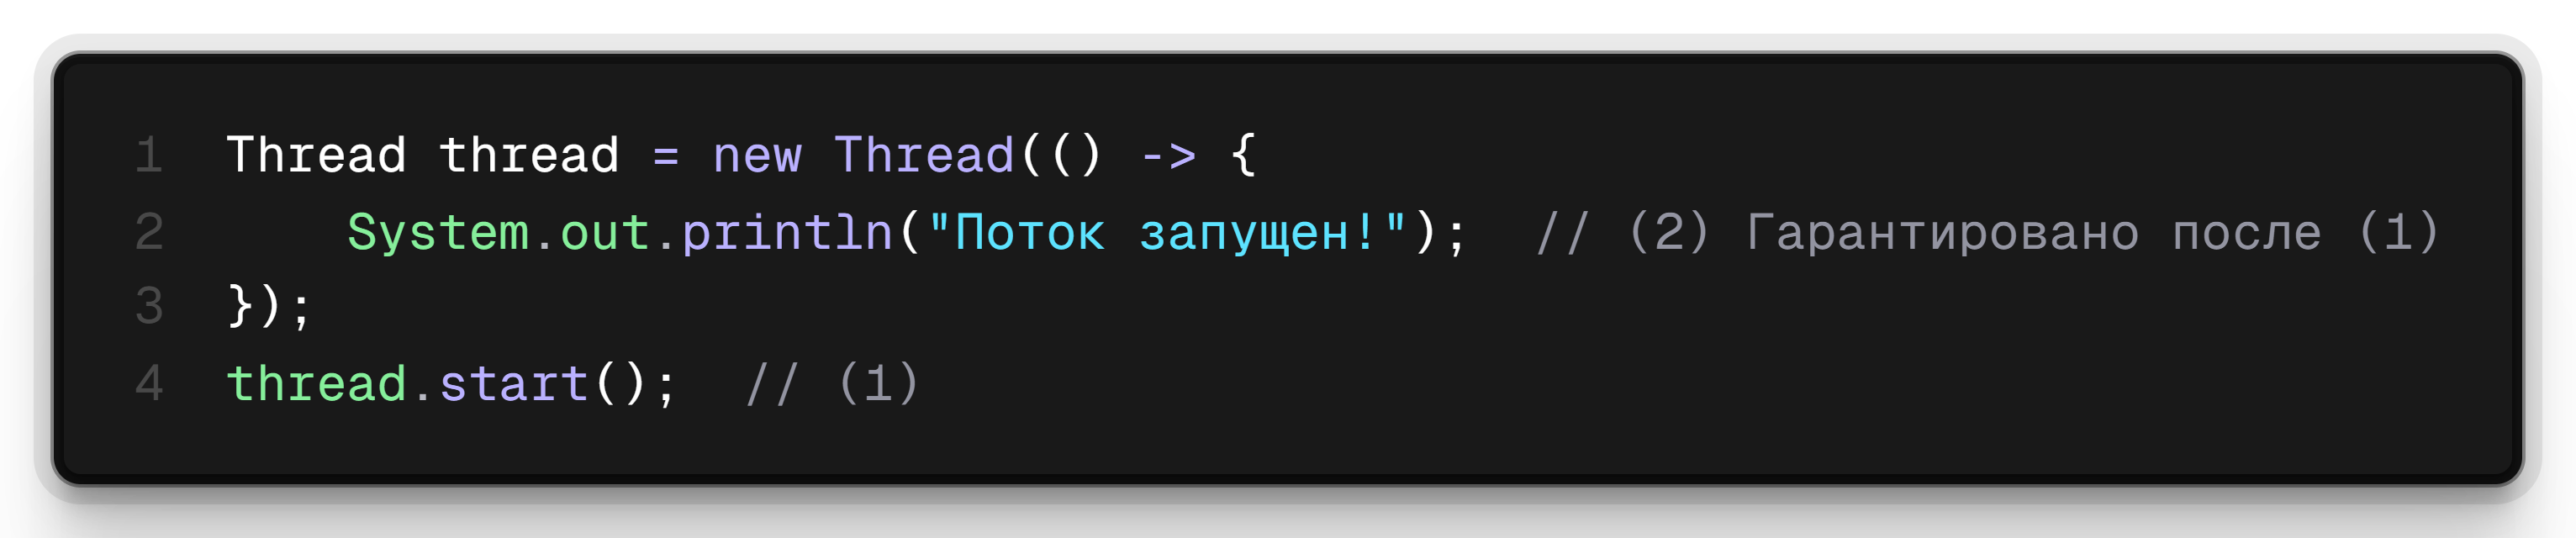 1 Thread thread = new Thread(() -> {
2     System.out.println("Поток запущен!");  // (2) Гарантировано после (1)
3 });
4 thread.start();  // (1)